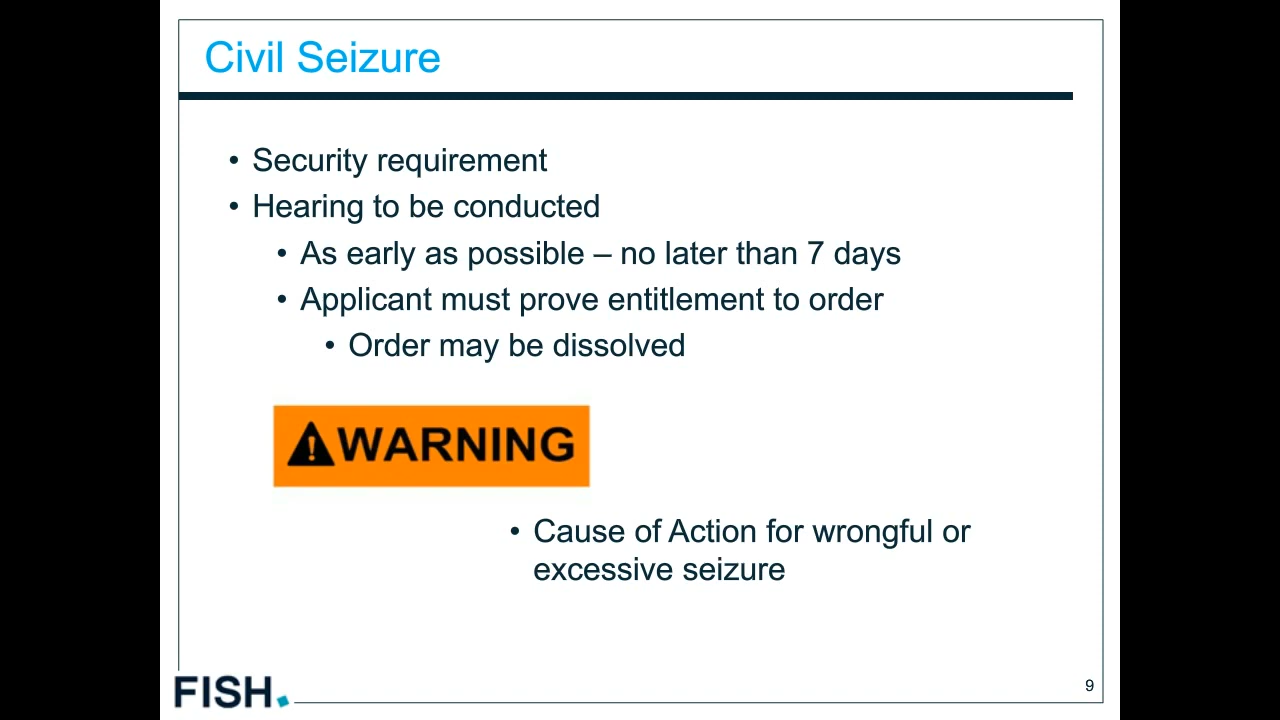 Civil Seizure
• Security requirement
• Hearing to be conducted
• As early as possible – no later than 7 days
• Applicant must prove entitlement to order
• Order may be dissolved
WARNING
• Cause of Action for wrongful or
excessive seizure
FISH.
9